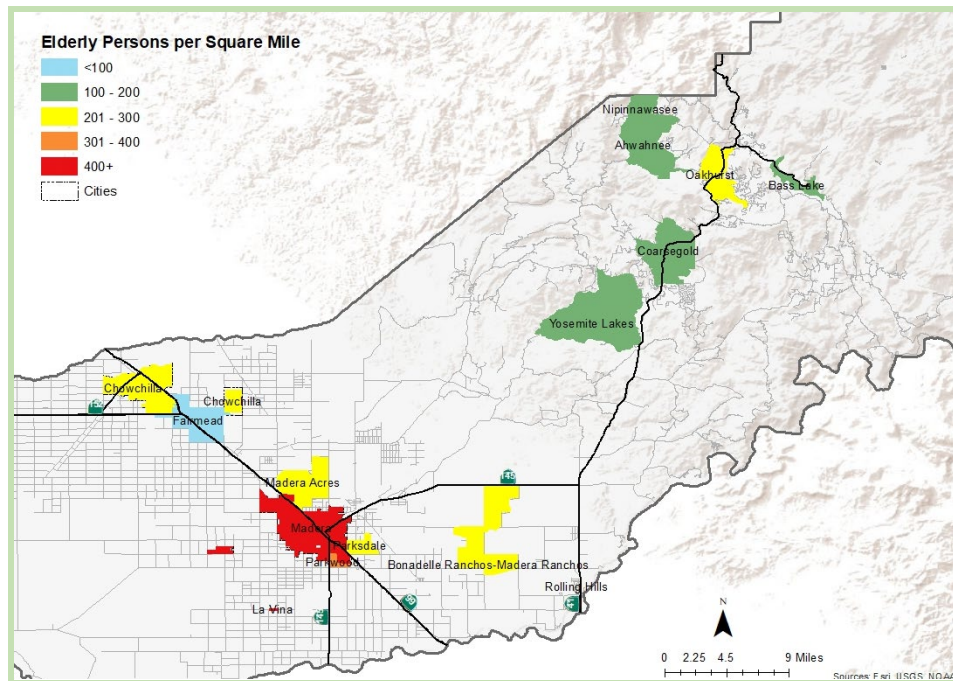 Elderly Persons per Square Mile
<100
100 - 200
201 - 300
301 - 400
400+
Cities
Nipinnawasee
Ahwahnee
Oakhurst
Bass Lake
Coarsegold
Yosemite Lakes
Chowchilla
Chowchilla
Fairmead
145
Madera Acres
Madera
Parksdale
Parkwood
Bonadelle Ranchos-Madera Ranchos
Rolling Hills
La Vina
41
N
0 2.25 4.5 9 Miles
Sources: Esri, USGS, NOAA